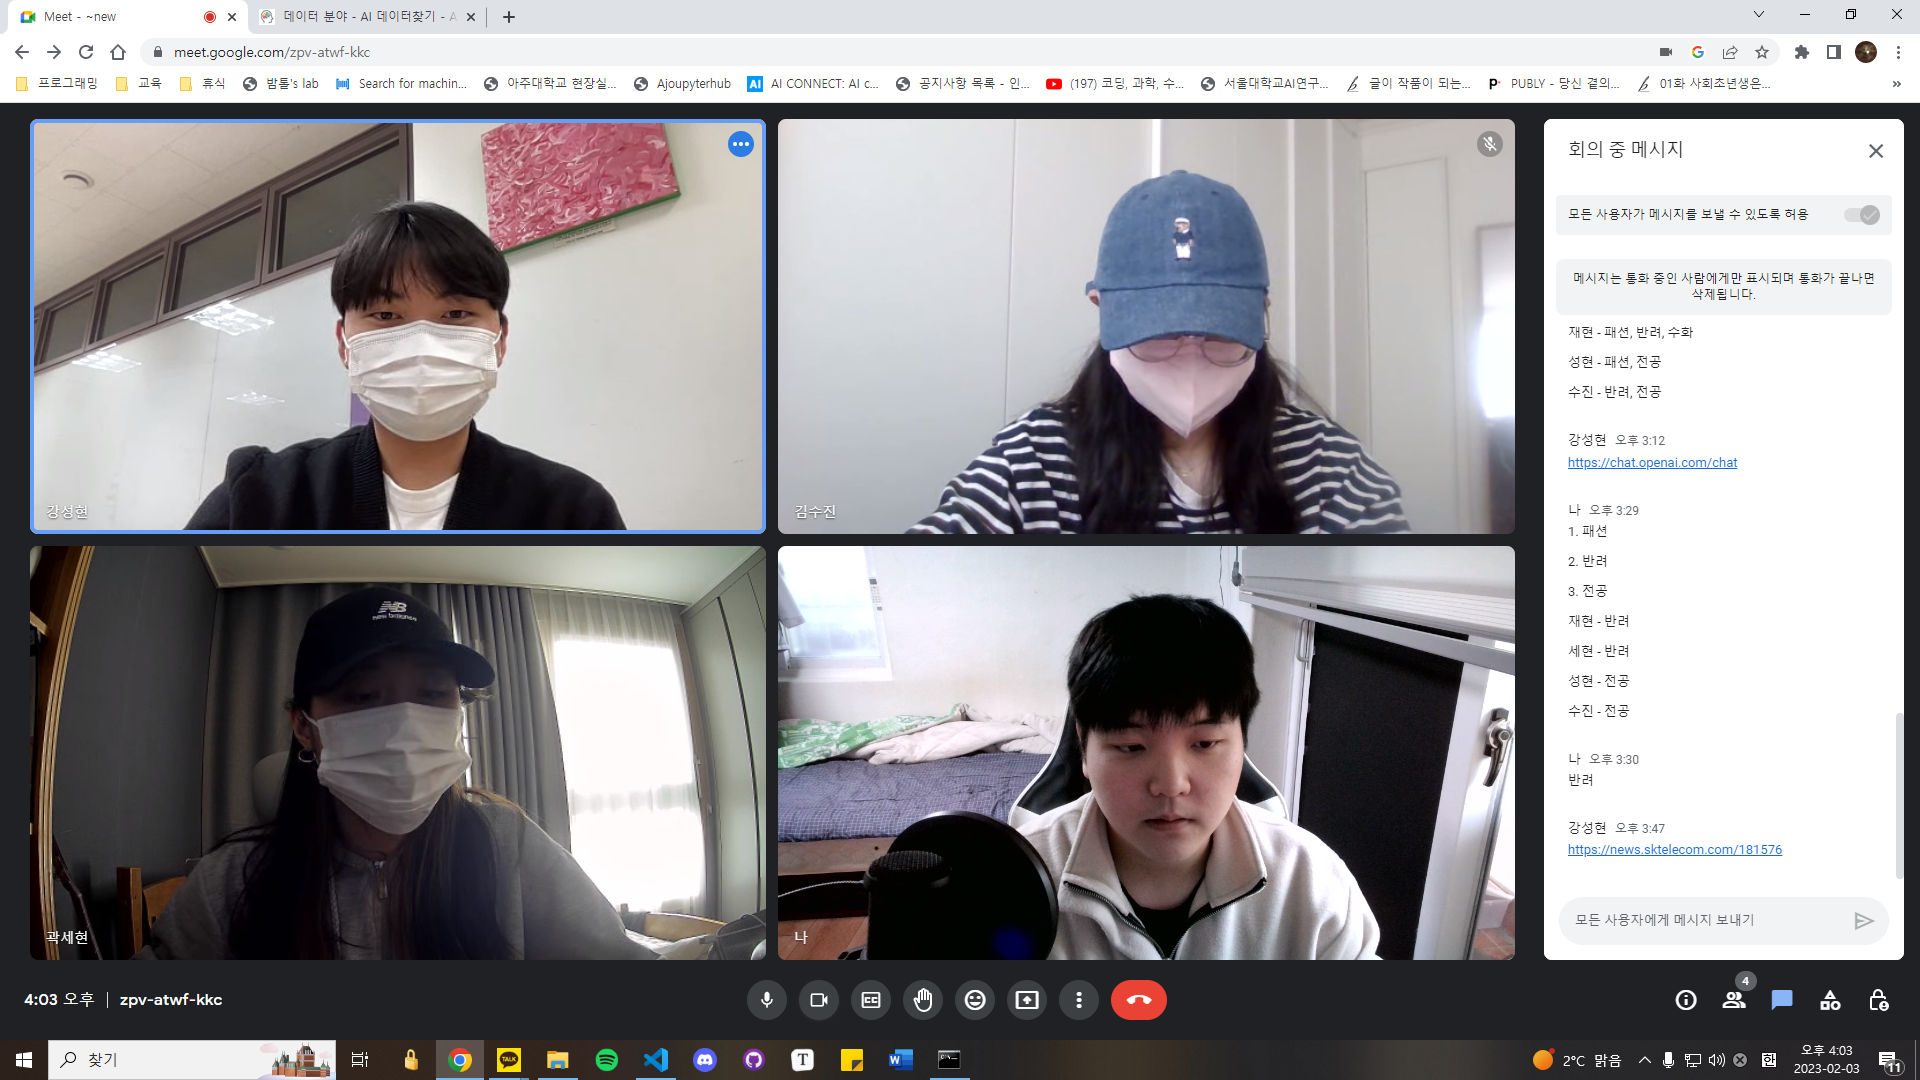 Meet - ~new
데이터 분야 - AI 데이터찾기 - A
meet.google.com/zpv-atwf-kkc
프로그래밍
교육
휴식
밤톨's lab
Search for machin...
아주대학교 현장실...
Ajoupyterhub
AI CONNECT: AI c...
공지사항 목록 - 인...
(197) 코딩, 과학, 수...
서울대학교AI연구...
글이 작품이 되는...
PUBLY - 당신 곁의...
01화 사회초년생은...
강성현
김수진
NB
new balance
곽세현
나
회의 중 메시지
모든 사용자가 메시지를 보낼 수 있도록 허용
메시지는 통화 중인 사람에게만 표시되며 통화가 끝나면
삭제됩니다.
재현 - 패션, 반려, 수화
성현 - 패션, 전공
수진 - 반려, 전공
강성현 오후 3:12
https://chat.openai.com/chat
나 오후 3:29
1. 패션
2. 반려
3. 전공
재현 - 반려
세현 - 반려
성현 - 전공
수진 - 전공
나 오후 3:30
반려
강성현 오후 3:47
https://news.sktelecom.com/181576
모든 사용자에게 메시지 보내기
4:03 오후 | zpv-atwf-kkc
4
찾기
TALK
2°C 맑음
한
오후 4:03
2023-02-03
11